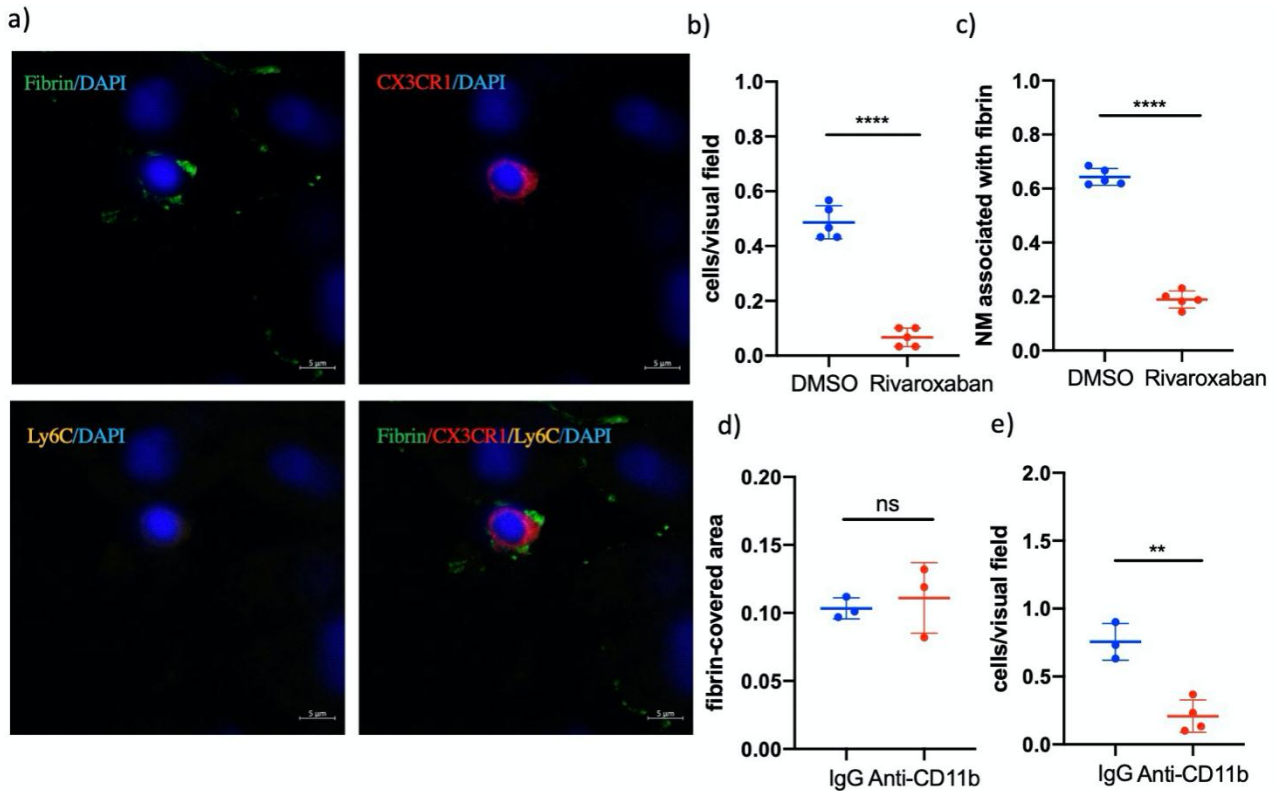 a)
Fibrin/DAPI
5 µm
CX3CR1/DAPI
5 µm
Ly6C/DAPI
5 µm
Fibrin/CX3CR1/Ly6C/DAPI
5 µm
b)
cells/visual field
1.0
0.8
0.6
0.4
0.2
0.0
****
DMSO Rivaroxaban
c)
NM associated with fibrin
1.0
0.8
0.6
0.4
0.2
0.0
****
DMSO Rivaroxaban
d)
fibrin-covered area
0.20
0.15
0.10
0.05
0.00
ns
IgG Anti-CD11b
e)
cells/visual field
2.0
1.5
1.0
0.5
0.0
**
IgG Anti-CD11b